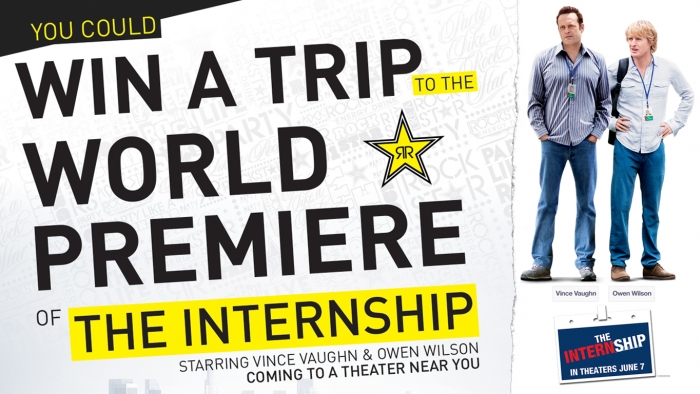 YOU COULD
WIN A TRIP TO THE
WORLD
PREMIERE
OF THE INTERNSHIP
STARRING VINCE VAUGHN & OWEN WILSON
COMING TO A THEATER NEAR YOU
Vince Vaughn Owen Wilson
THE
INTERNSHIP
IN THEATERS JUNE 7